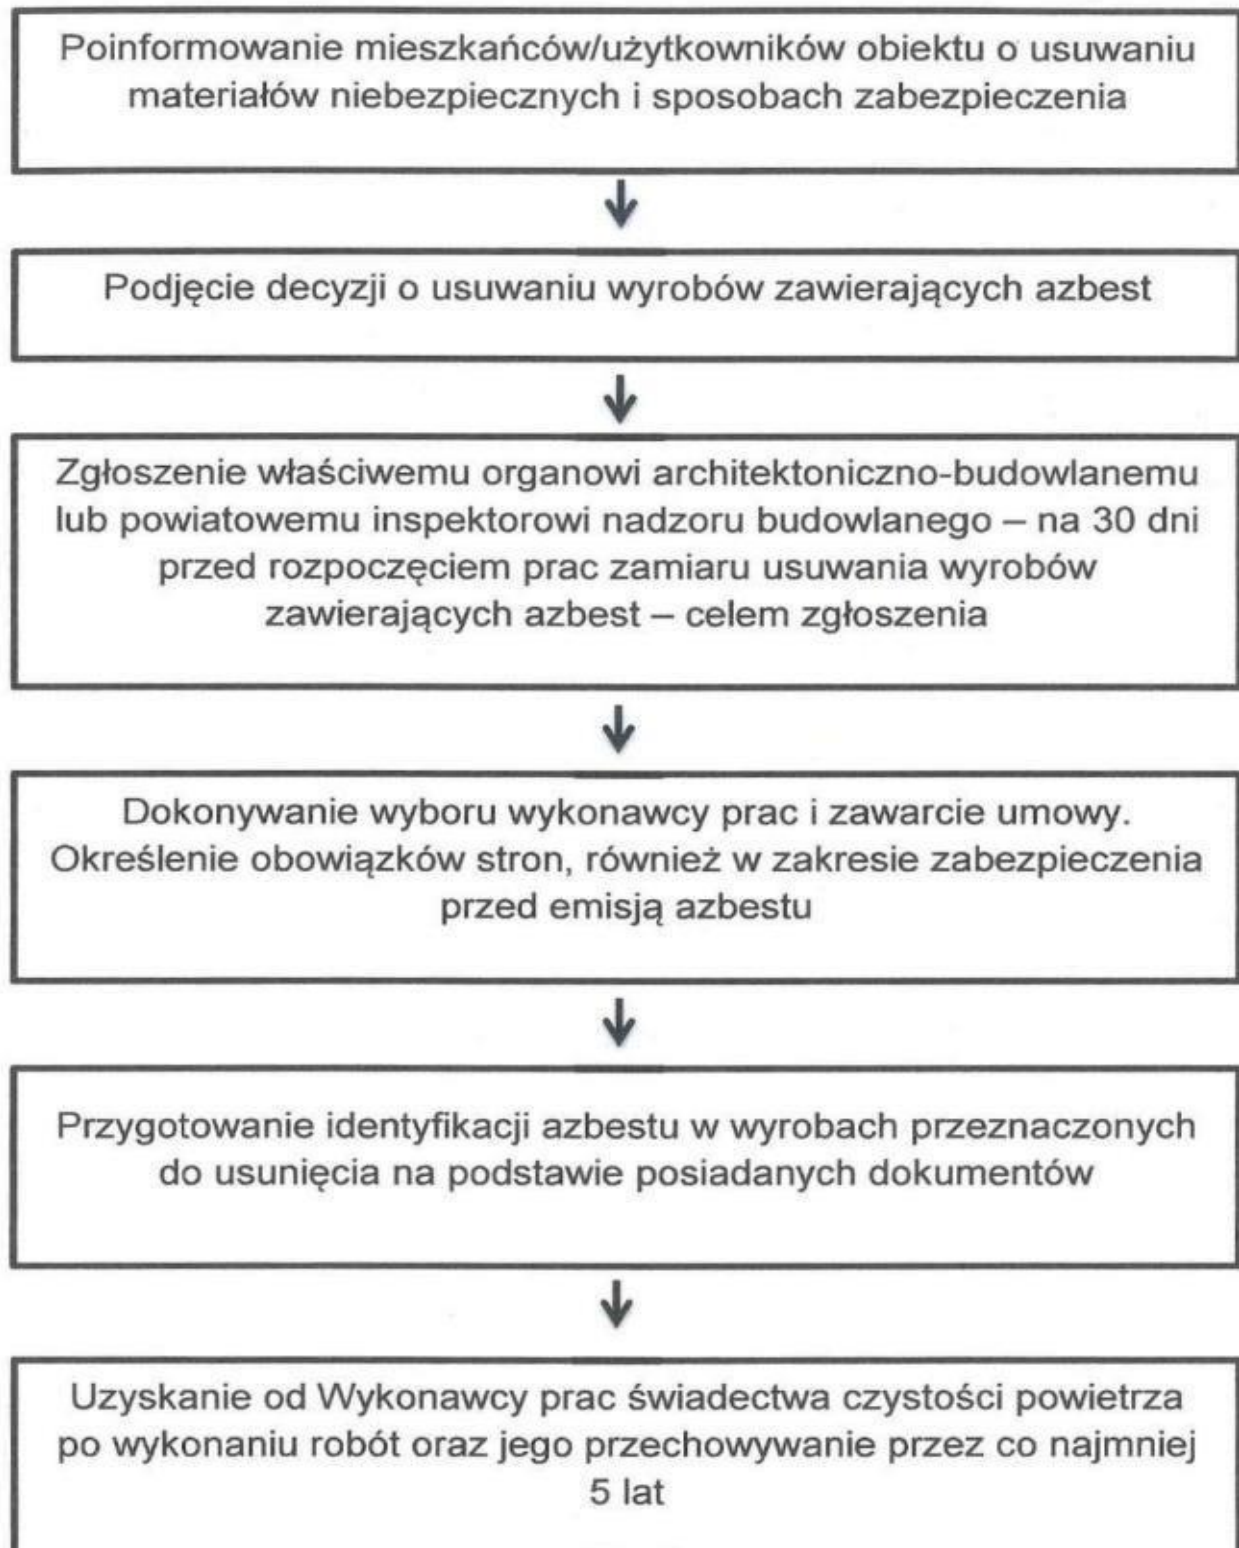 Poinformowanie mieszkańców/użytkowników obiektu o usuwaniu
materiałów niebezpiecznych i sposobach zabezpieczenia
Podjęcie decyzji o usuwaniu wyrobów zawierających azbest
Zgłoszenie właściwemu organowi architektoniczno-budowlanemu
lub powiatowemu inspektorowi nadzoru budowlanego – na 30 dni
przed rozpoczęciem prac zamiaru usuwania wyrobów
zawierających azbest – celem zgłoszenia
Dokonywanie wyboru wykonawcy prac i zawarcie umowy.
Określenie obowiązków stron, również w zakresie zabezpieczenia
przed emisją azbestu
Przygotowanie identyfikacji azbestu w wyrobach przeznaczonych
do usunięcia na podstawie posiadanych dokumentów
Uzyskanie od Wykonawcy prac świadectwa czystości powietrza
po wykonaniu robót oraz jego przechowywanie przez co najmniej
5 lat